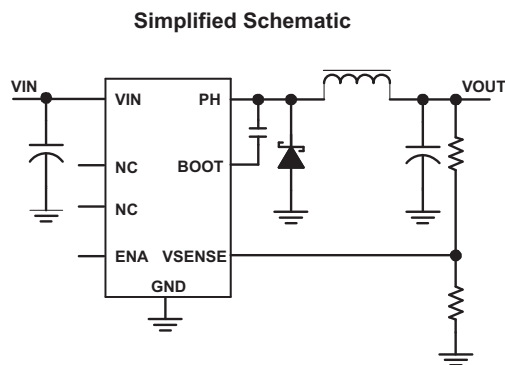 Simplified Schematic
VIN
VOUT
VIN
PH
NC
BOOT
NC
ENA
VSENSE
GND